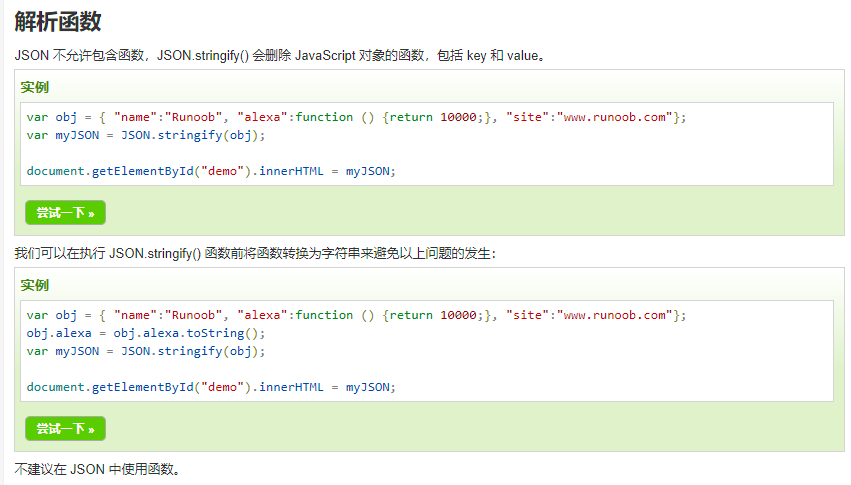 解析函数
JSON 不允许包含函数，JSON.stringify() 会删除 JavaScript 对象的函数，包括 key 和 value。
实例
var obj = { "name":"Runoob", "alexa":function () {return 10000;}, "site":"www.runoob.com"};
var myJSON = JSON.stringify(obj);
document.getElementById("demo").innerHTML = myJSON;
尝试一下 »
我们可以在执行 JSON.stringify() 函数前将函数转换为字符串来避免以上问题的发生：
实例
var obj = { "name":"Runoob", "alexa":function () {return 10000;}, "site":"www.runoob.com"};
obj.alexa = obj.alexa.toString();
var myJSON = JSON.stringify(obj);
document.getElementById("demo").innerHTML = myJSON;
尝试一下 »
不建议在 JSON 中使用函数。